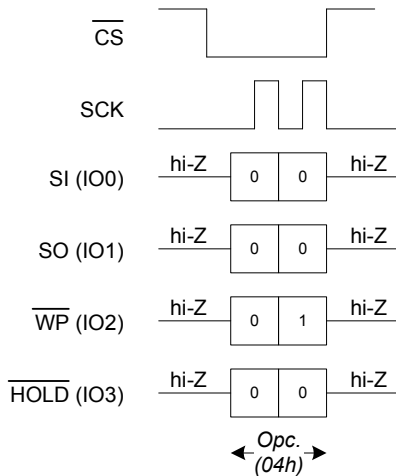 CS
SCK
hi-Z 0 0 hi-Z
SI (IO0)
hi-Z 0 0 hi-Z
SO (IO1)
hi-Z 0 1 hi-Z
WP (IO2)
hi-Z 0 0 hi-Z
HOLD (IO3)
Opc.
(04h)